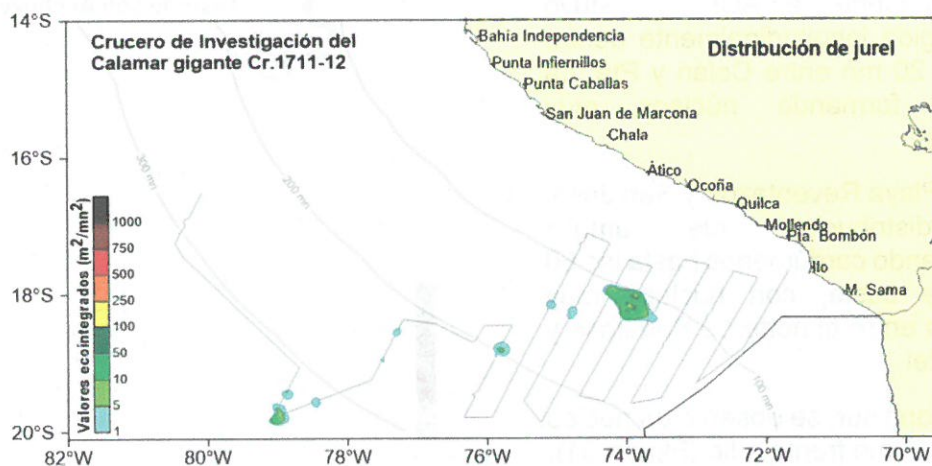 14°S
Crucero de Investigación del
Calamar gigante Cr.1711-12
Distribución de jurel
Bahia Independencia
Punta Infiernillos
Punta Caballas
San Juan de Marcona
Chala
16°S
Ático
Ocoña
Quilca
Mollendo
Pta. Bombón
Ilo
M. Sama
300 mn
200 mn
100 mn
Valores ecointegrados (m²/mn²)
1000
750
500
250
100
50
10
5
1
18°S
20°S
82°W
80°W
78°W
76°W
74°W
72°W
70°W